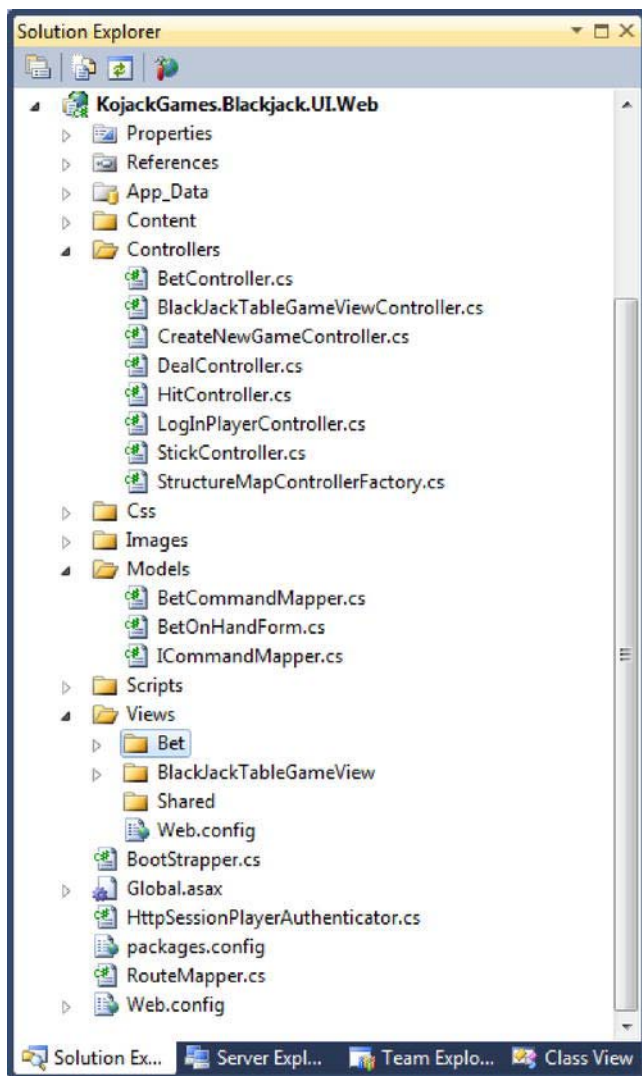 Solution Explorer
KojackGames.Blackjack.UI.Web
Properties
References
App_Data
Content
Controllers
BetController.cs
BlackJackTableGameViewController.cs
CreateNewGameController.cs
DealController.cs
HitController.cs
LogInPlayerController.cs
StickController.cs
StructureMapControllerFactory.cs
Css
Images
Models
BetCommandMapper.cs
BetOnHandForm.cs
ICommandMapper.cs
Scripts
Views
Bet
BlackJackTableGameView
Shared
Web.config
BootStrapper.cs
Global.asax
HttpSessionPlayerAuthenticator.cs
packages.config
RouteMapper.cs
Web.config
Solution Ex... Server Expl... Team Explo... Class View